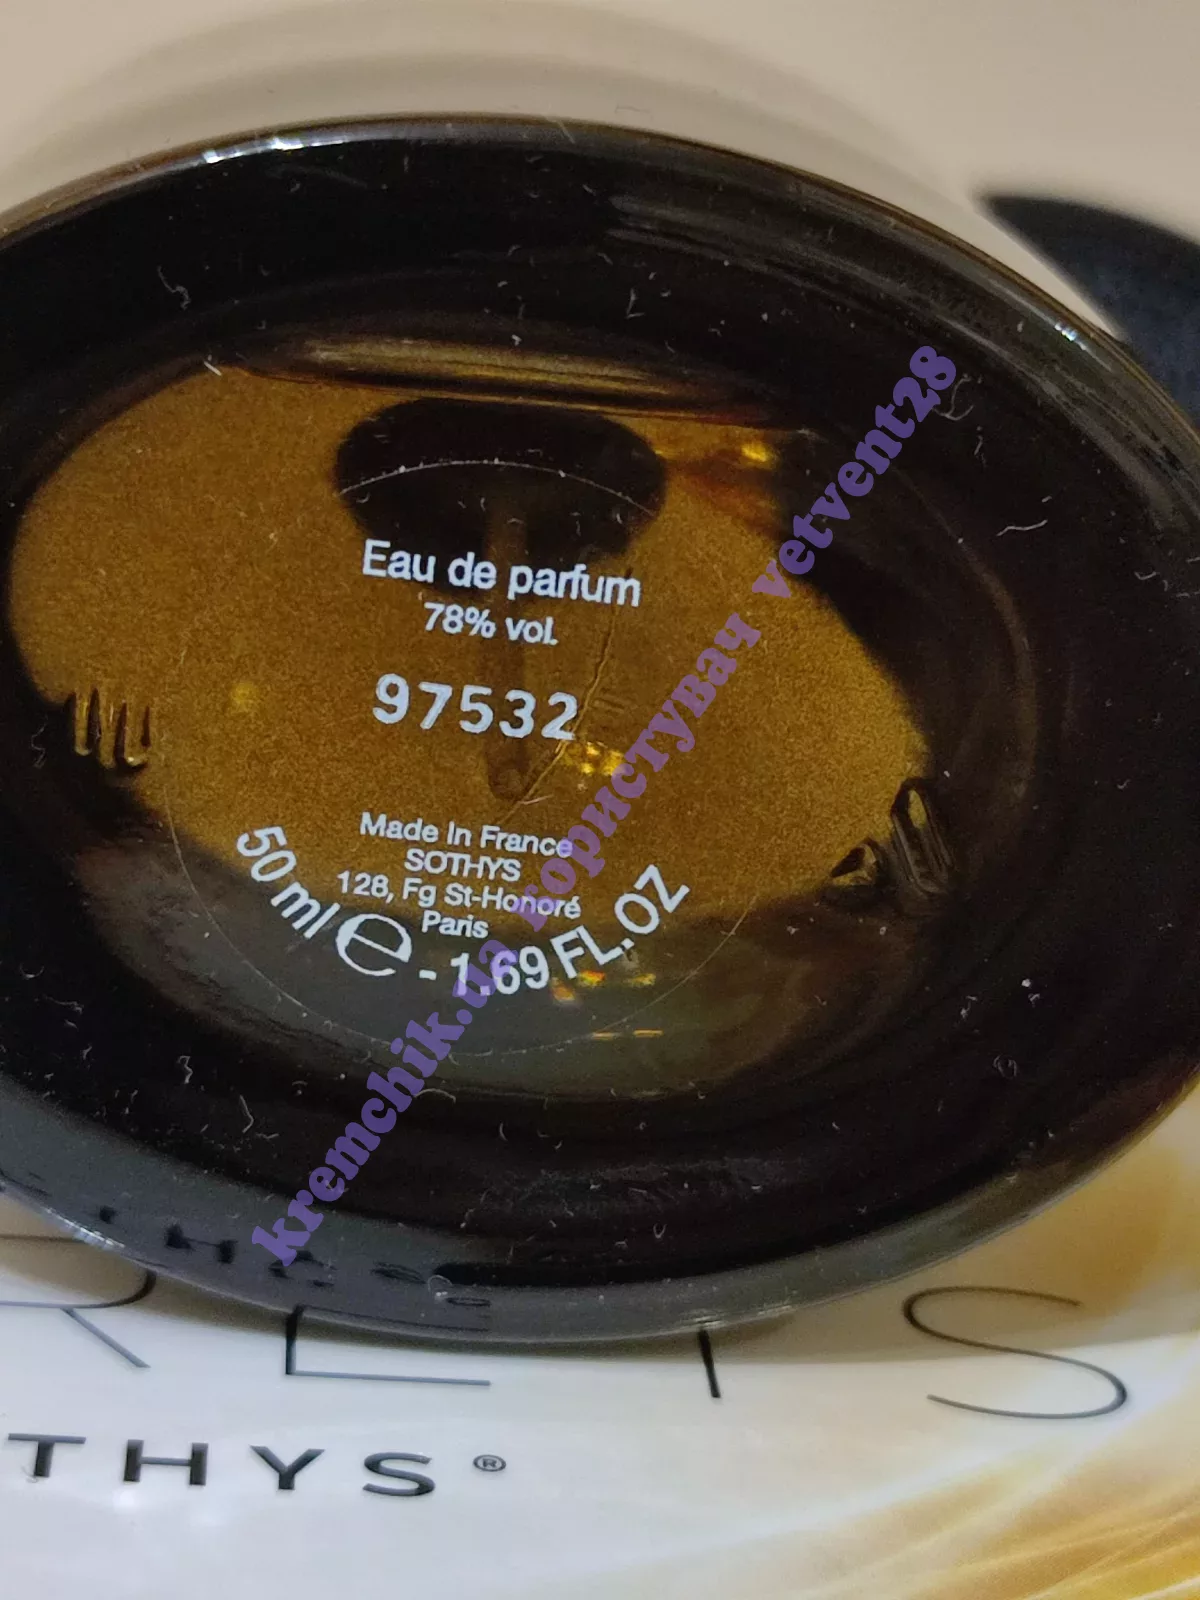 Eau de parfum
78% vol.
97532
Made In France
SOTHYS
128, Fg St-Honoré
Paris
50 ml e - 1.69 FL.OZ
kremchik.ua користувач vetvent28
THYS®